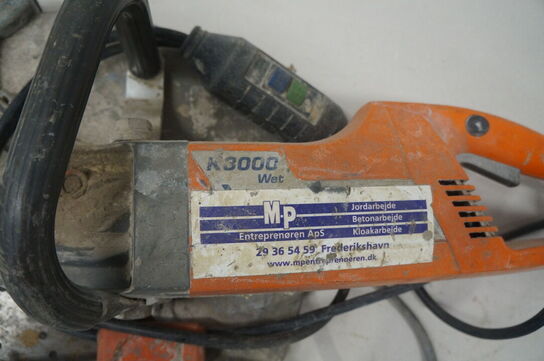 K3000
Wet
MP
Jordarbejde
Betonarbejde
Entreprenøren ApS Kloakarbejde
29 36 54 59 Frederikshavn
www.mpentreprenoeren.dk